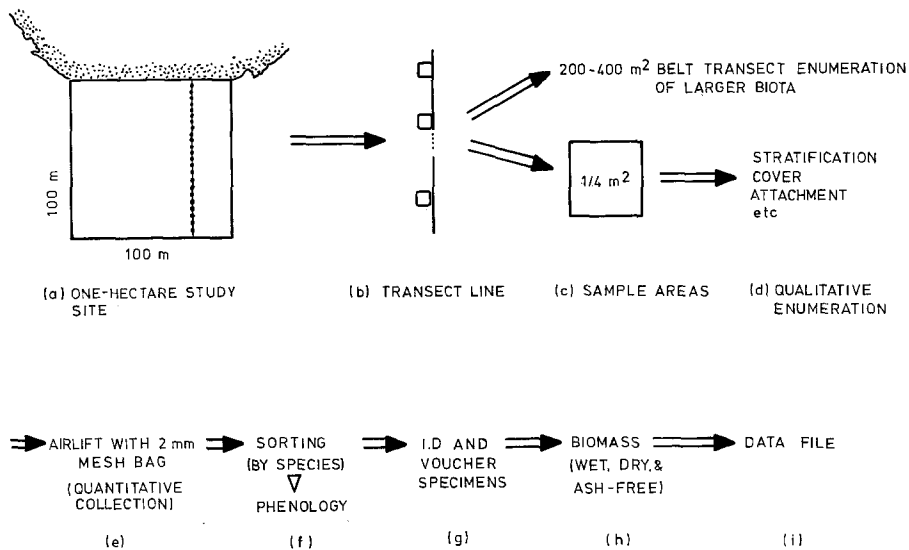 200-400 m² BELT TRANSECT ENUMERATION
OF LARGER BIOTA
100 m
100 m
1/4 m²
STRATIFICATION
COVER
ATTACHMENT
etc
(a) ONE-HECTARE STUDY
SITE
(b) TRANSECT LINE
(c) SAMPLE AREAS
(d) QUALITATIVE
ENUMERATION
AIRLIFT WITH 2 mm
MESH BAG
(QUANTITATIVE
COLLECTION)
(e)
SORTING
(BY SPECIES)
PHENOLOGY
(f)
I.D AND
VOUCHER
SPECIMENS
(g)
BIOMASS
(WET, DRY, &
ASH-FREE)
(h)
DATA FILE
(i)